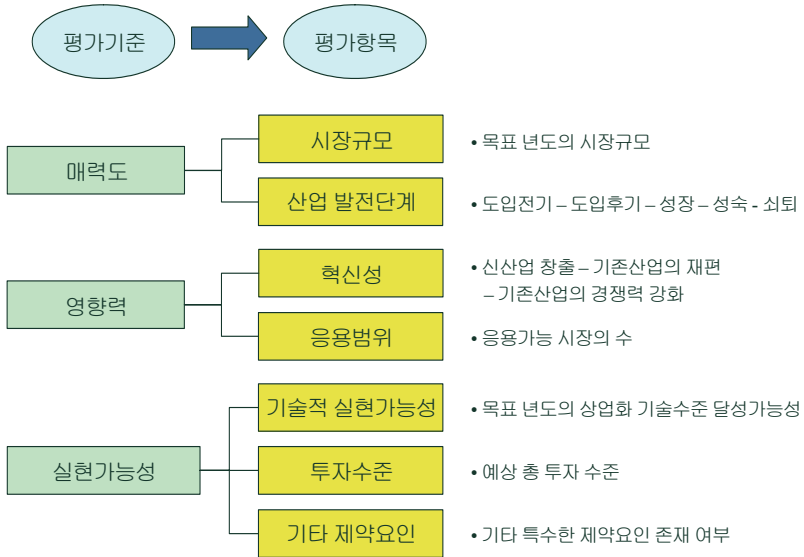 평가기준
평가항목
매력도
시장규모
• 목표 년도의 시장규모
산업 발전단계
• 도입전기 – 도입후기 – 성장 – 성숙 - 쇠퇴
영향력
혁신성
• 신산업 창출 – 기존산업의 재편
– 기존산업의 경쟁력 강화
응용범위
• 응용가능 시장의 수
실현가능성
기술적 실현가능성
• 목표 년도의 상업화 기술수준 달성가능성
투자수준
• 예상 총 투자 수준
기타 제약요인
• 기타 특수한 제약요인 존재 여부